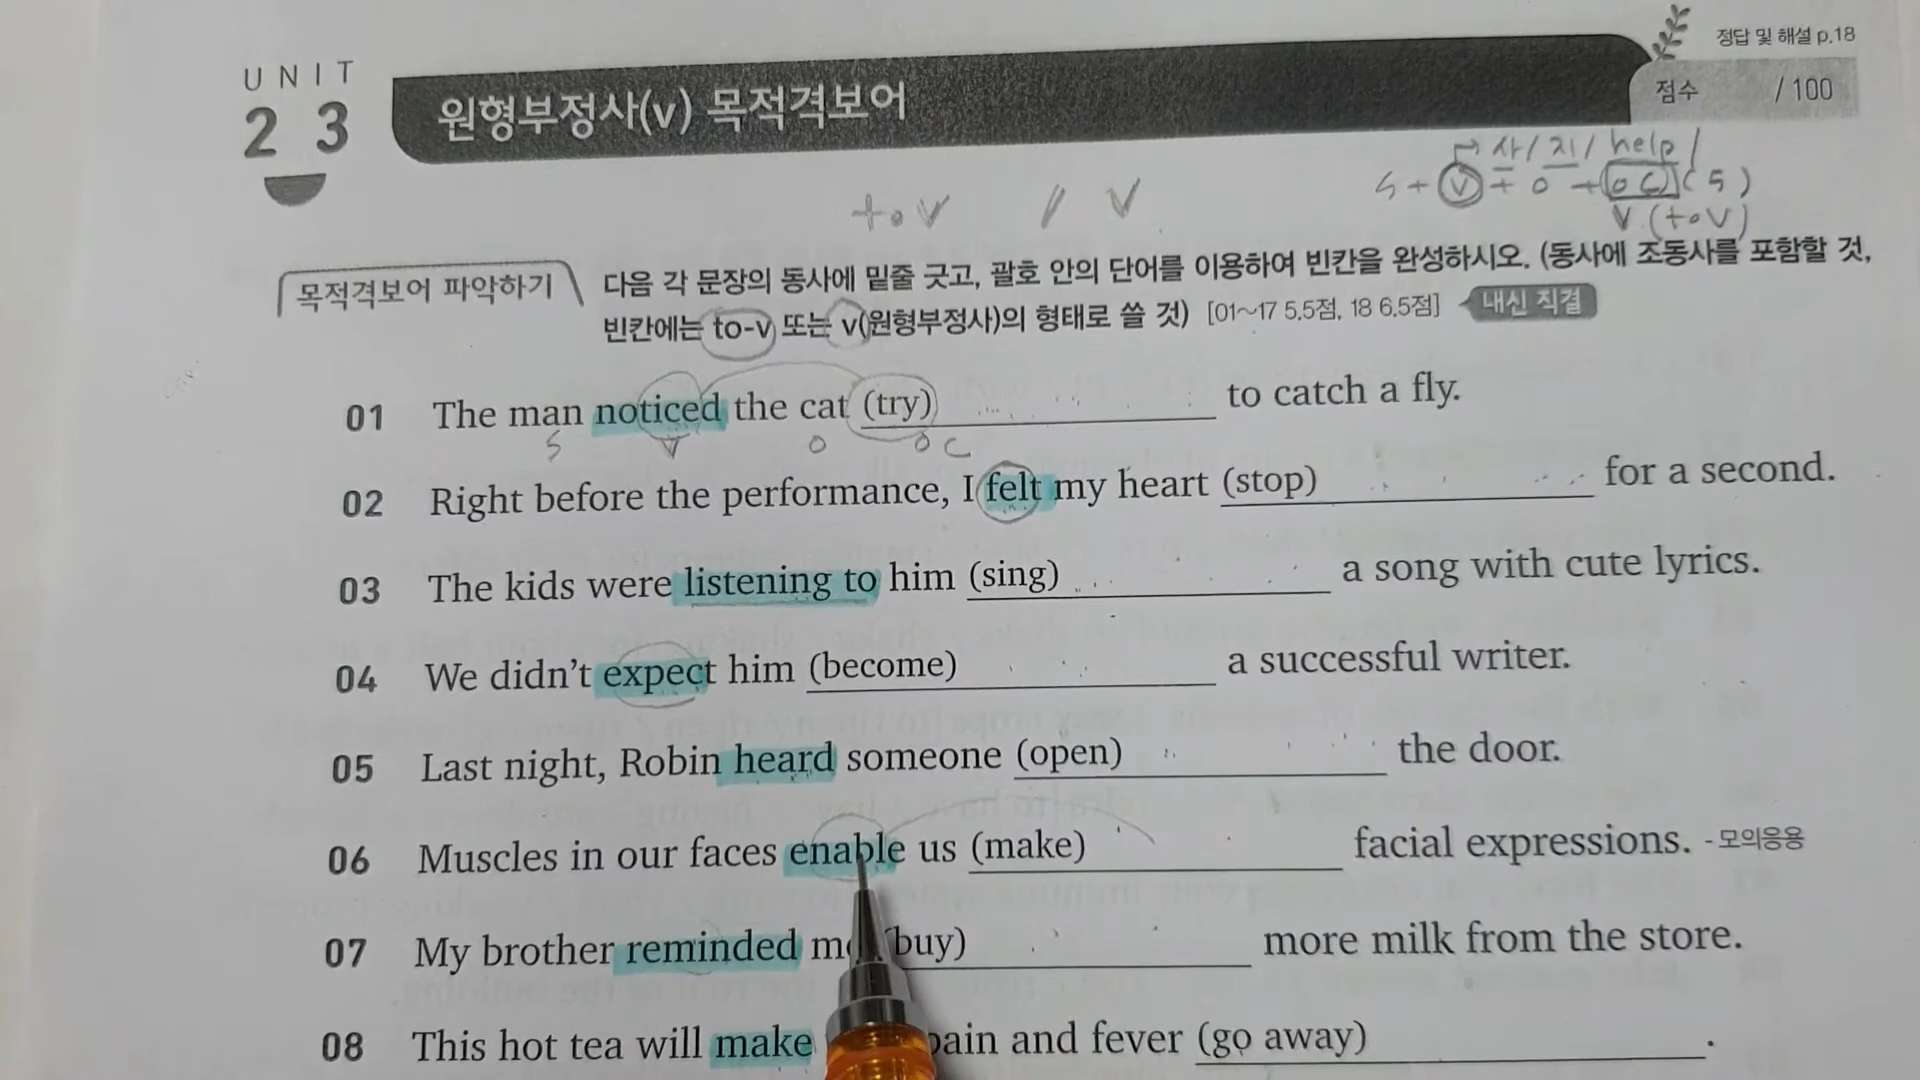 정답 및 해설 p.18
UNIT
23
원형부정사(v) 목적격보어
점수 / 100
사/지/help/
S + V + O + OC (5)
V (toV)
to V / V
목적격보어 파악하기
다음 각 문장의 동사에 밑줄 긋고, 괄호 안의 단어를 이용하여 빈칸을 완성하시오. (동사에 조동사를 포함할 것,
빈칸에는 to-v 또는 v(원형부정사)의 형태로 쓸 것) [01~17 5.5점, 18 6.5점] 내신 직결
01 The man noticed the cat (try) to catch a fly.
S V O OC
02 Right before the performance, I felt my heart (stop) for a second.
03 The kids were listening to him (sing) a song with cute lyrics.
04 We didn't expect him (become) a successful writer.
05 Last night, Robin heard someone (open) the door.
06 Muscles in our faces enable us (make) facial expressions. - 모의응용
07 My brother reminded buy) more milk from the store.
08 This hot tea will make pain and fever (go away) .